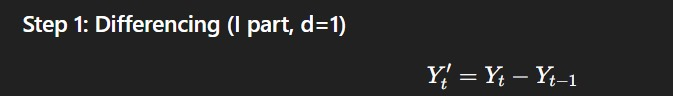 Step 1: Differencing (I part, d=1)
Y′ₜ = Yₜ − Yₜ₋₁